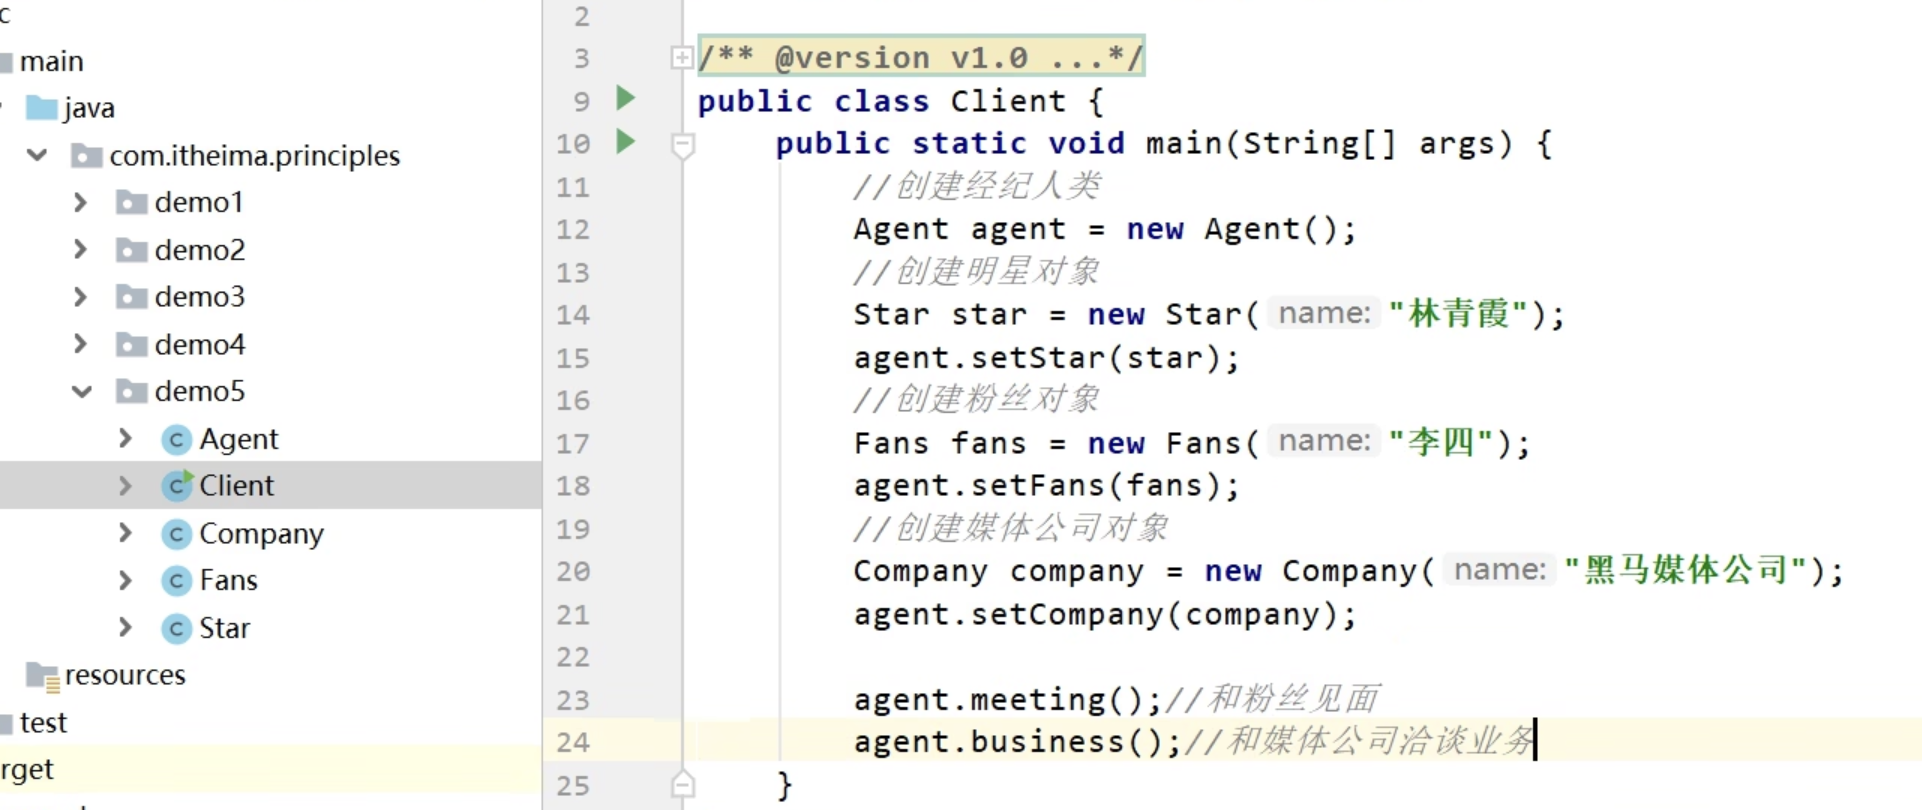 c
main
java
com.itheima.principles
demo1
demo2
demo3
demo4
demo5
Agent
Client
Company
Fans
Star
resources
test
rget
2
3 /** @version v1.0 ...*/
9 public class Client {
10 public static void main(String[] args) {
11 //创建经纪人类
12 Agent agent = new Agent();
13 //创建明星对象
14 Star star = new Star( name: "林青霞");
15 agent.setStar(star);
16 //创建粉丝对象
17 Fans fans = new Fans( name: "李四");
18 agent.setFans(fans);
19 //创建媒体公司对象
20 Company company = new Company( name: "黑马媒体公司");
21 agent.setCompany(company);
22
23 agent.meeting();//和粉丝见面
24 agent.business();//和媒体公司洽谈业务
25 }